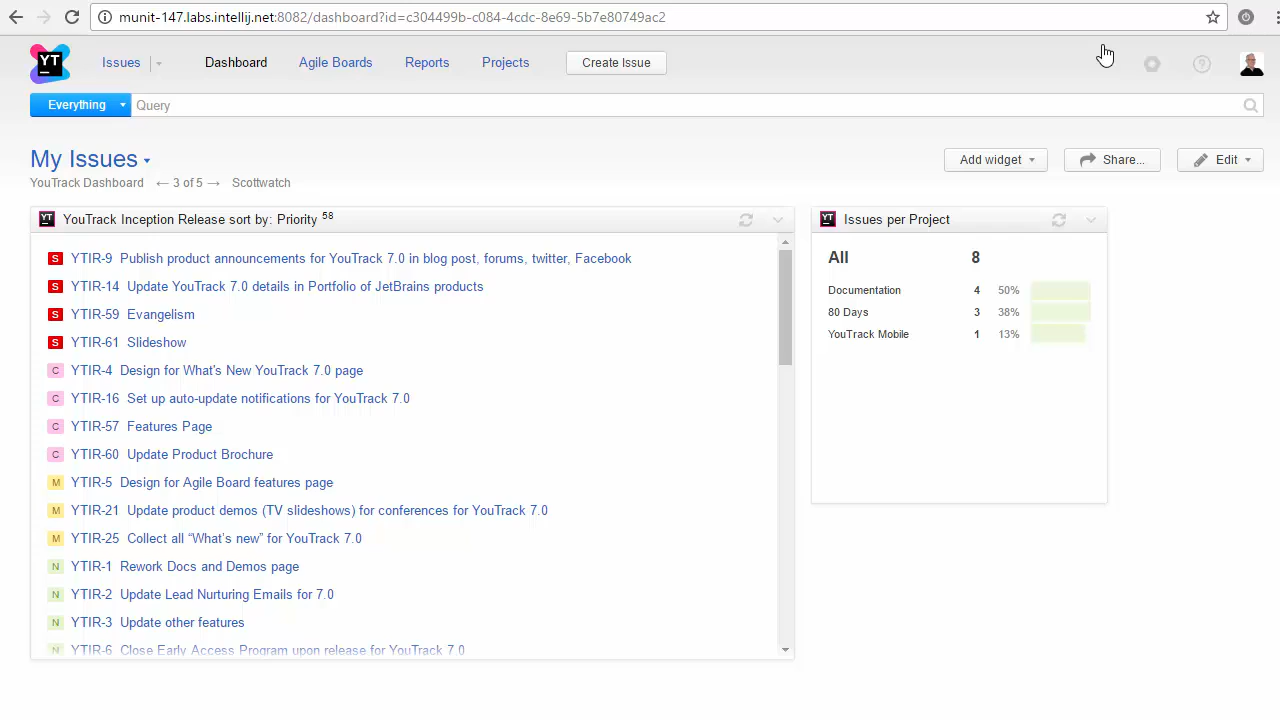 munit-147.labs.intellij.net:8082/dashboard?id=c304499b-c084-4cdc-8e69-5b7e80749ac2
YT
Issues Dashboard Agile Boards Reports Projects Create Issue
Everything Query
My Issues Add widget Share... Edit
YouTrack Dashboard ← 3 of 5 → Scottwatch
YT YouTrack Inception Release sort by: Priority 58
S YTIR-9 Publish product announcements for YouTrack 7.0 in blog post, forums, twitter, Facebook
S YTIR-14 Update YouTrack 7.0 details in Portfolio of JetBrains products
S YTIR-59 Evangelism
S YTIR-61 Slideshow
C YTIR-4 Design for What's New YouTrack 7.0 page
C YTIR-16 Set up auto-update notifications for YouTrack 7.0
C YTIR-57 Features Page
C YTIR-60 Update Product Brochure
M YTIR-5 Design for Agile Board features page
M YTIR-21 Update product demos (TV slideshows) for conferences for YouTrack 7.0
M YTIR-25 Collect all “What’s new” for YouTrack 7.0
N YTIR-1 Rework Docs and Demos page
N YTIR-2 Update Lead Nurturing Emails for 7.0
N YTIR-3 Update other features
N YTIR-6 Close Early Access Program upon release for YouTrack 7.0
YT Issues per Project
All 8
Documentation 4 50%
80 Days 3 38%
YouTrack Mobile 1 13%